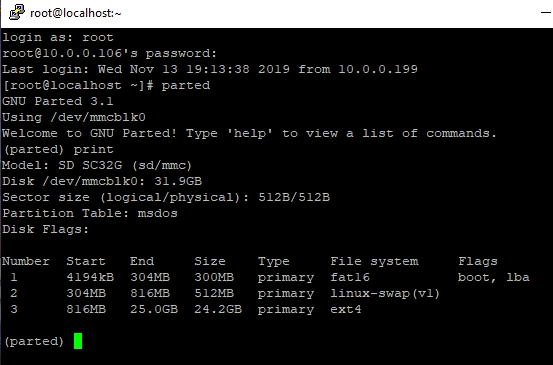 root@localhost:~
login as: root
root@10.0.0.106's password:
Last login: Wed Nov 13 19:13:38 2019 from 10.0.0.199
[root@localhost ~]# parted
GNU Parted 3.1
Using /dev/mmcblk0
Welcome to GNU Parted! Type 'help' to view a list of commands.
(parted) print
Model: SD SC32G (sd/mmc)
Disk /dev/mmcblk0: 31.9GB
Sector size (logical/physical): 512B/512B
Partition Table: msdos
Disk Flags:
Number  Start   End     Size    Type     File system     Flags
 1      4194kB  304MB   300MB   primary  fat16           boot, lba
 2      304MB   816MB   512MB   primary  linux-swap(v1)
 3      816MB   25.0GB  24.2GB  primary  ext4
(parted)